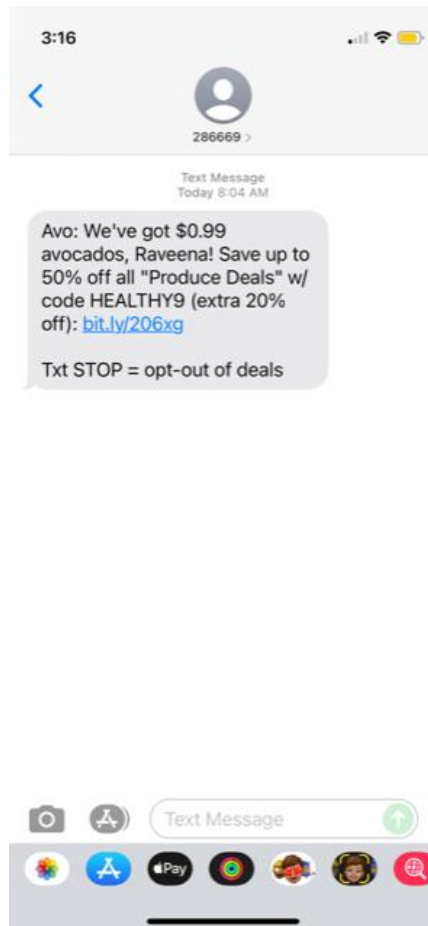 3:16
286669 >
Text Message
Today 8:04 AM
Avo: We've got $0.99
avocados, Raveena! Save up to
50% off all "Produce Deals" w/
code HEALTHY9 (extra 20%
off): bit.ly/206xg
Txt STOP = opt-out of deals
Text Message
Pay